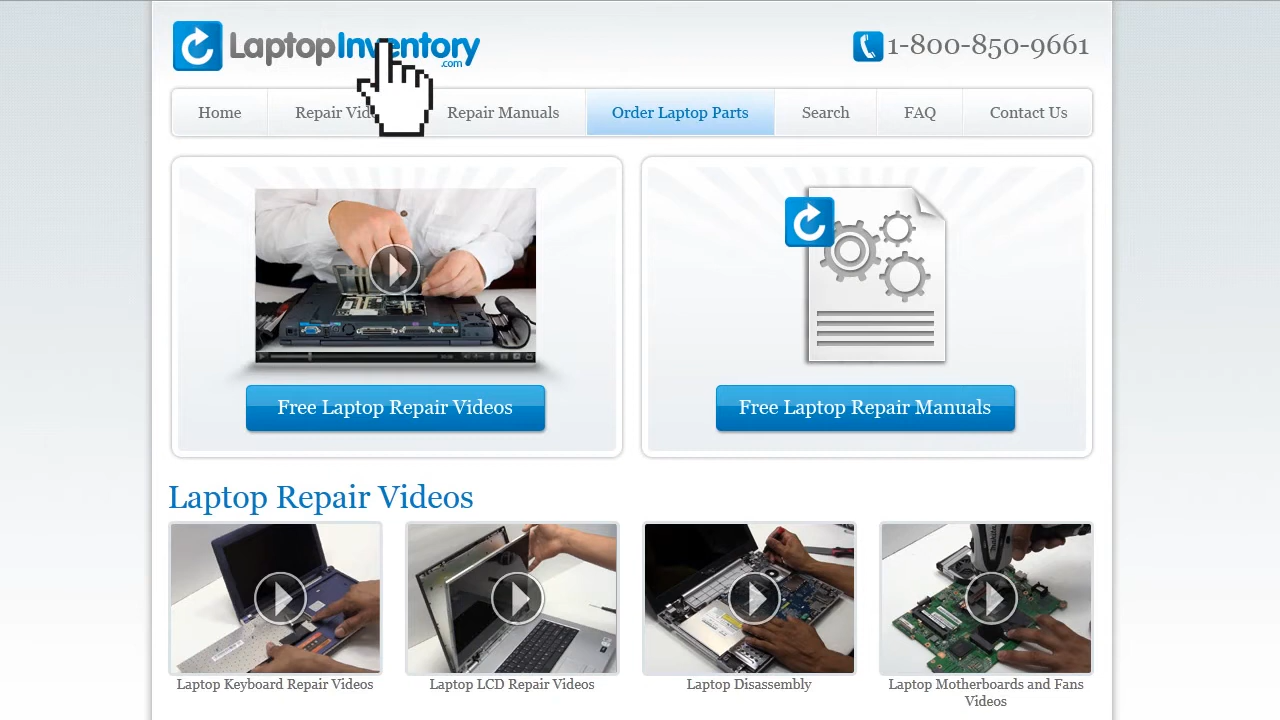 LaptopInventory
.com
1-800-850-9661
Home
Repair Vid
Repair Manuals
Order Laptop Parts
Search
FAQ
Contact Us
Free Laptop Repair Videos
Free Laptop Repair Manuals
Laptop Repair Videos
Laptop Keyboard Repair Videos
Laptop LCD Repair Videos
Laptop Disassembly
Laptop Motherboards and Fans
Videos